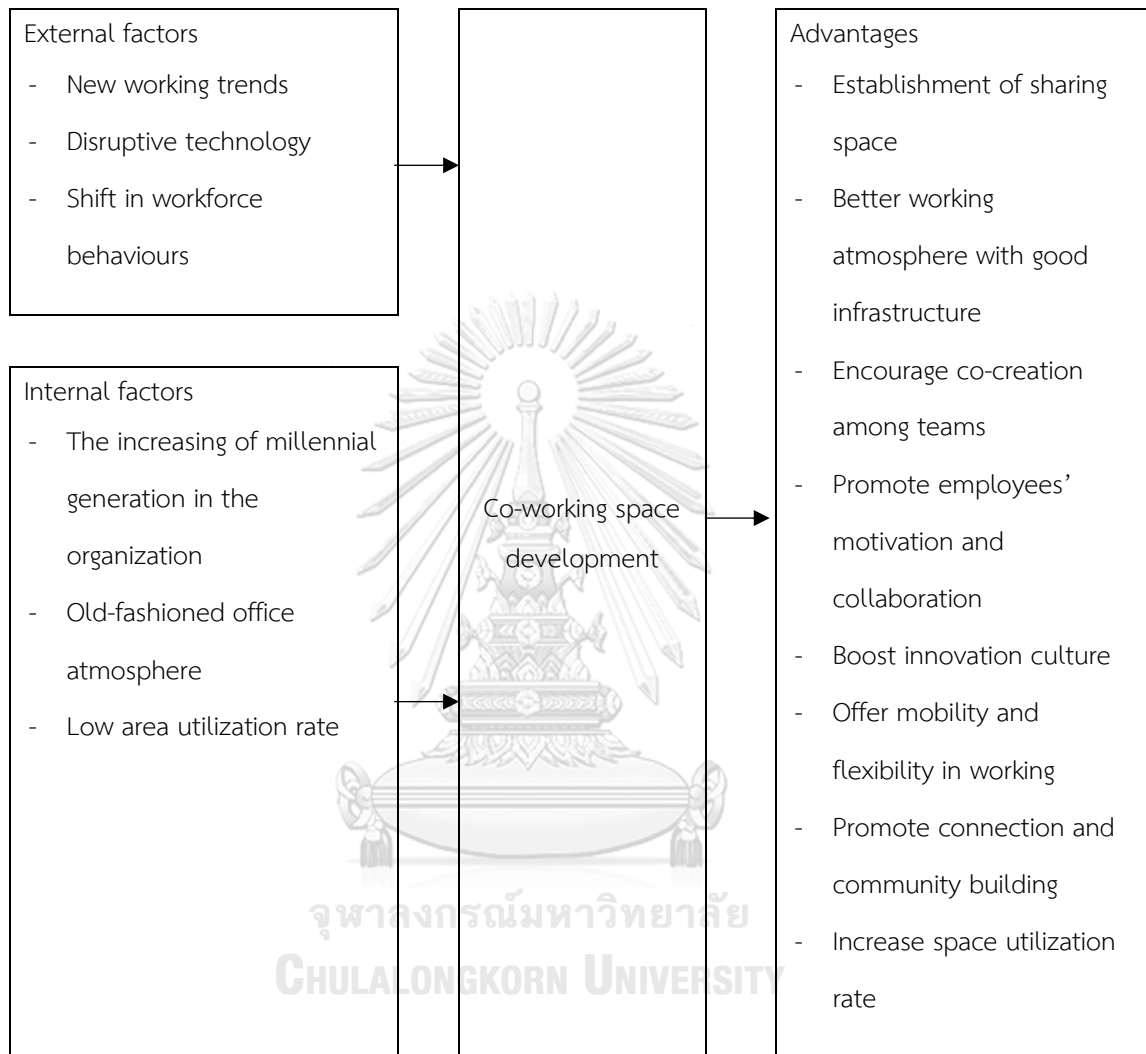 External factors
- New working trends
- Disruptive technology
- Shift in workforce
behaviours
Internal factors
- The increasing of millennial
generation in the
organization
- Old-fashioned office
atmosphere
- Low area utilization rate
Co-working space
development
Advantages
- Establishment of sharing
space
- Better working
atmosphere with good
infrastructure
- Encourage co-creation
among teams
- Promote employees’
motivation and
collaboration
- Boost innovation culture
- Offer mobility and
flexibility in working
- Promote connection and
community building
- Increase space utilization
rate
จุฬาลงกรณ์มหาวิทยาลัย
CHULALONGKORN UNIVERSITY